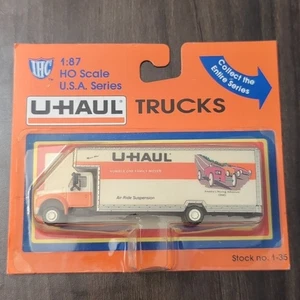 IHC
1:87
HO Scale
U.S.A. Series
Collect the
Entire Series
U-HAUL TRUCKS
U-HAUL
Air-Ride Suspension
Stock no. 1-35